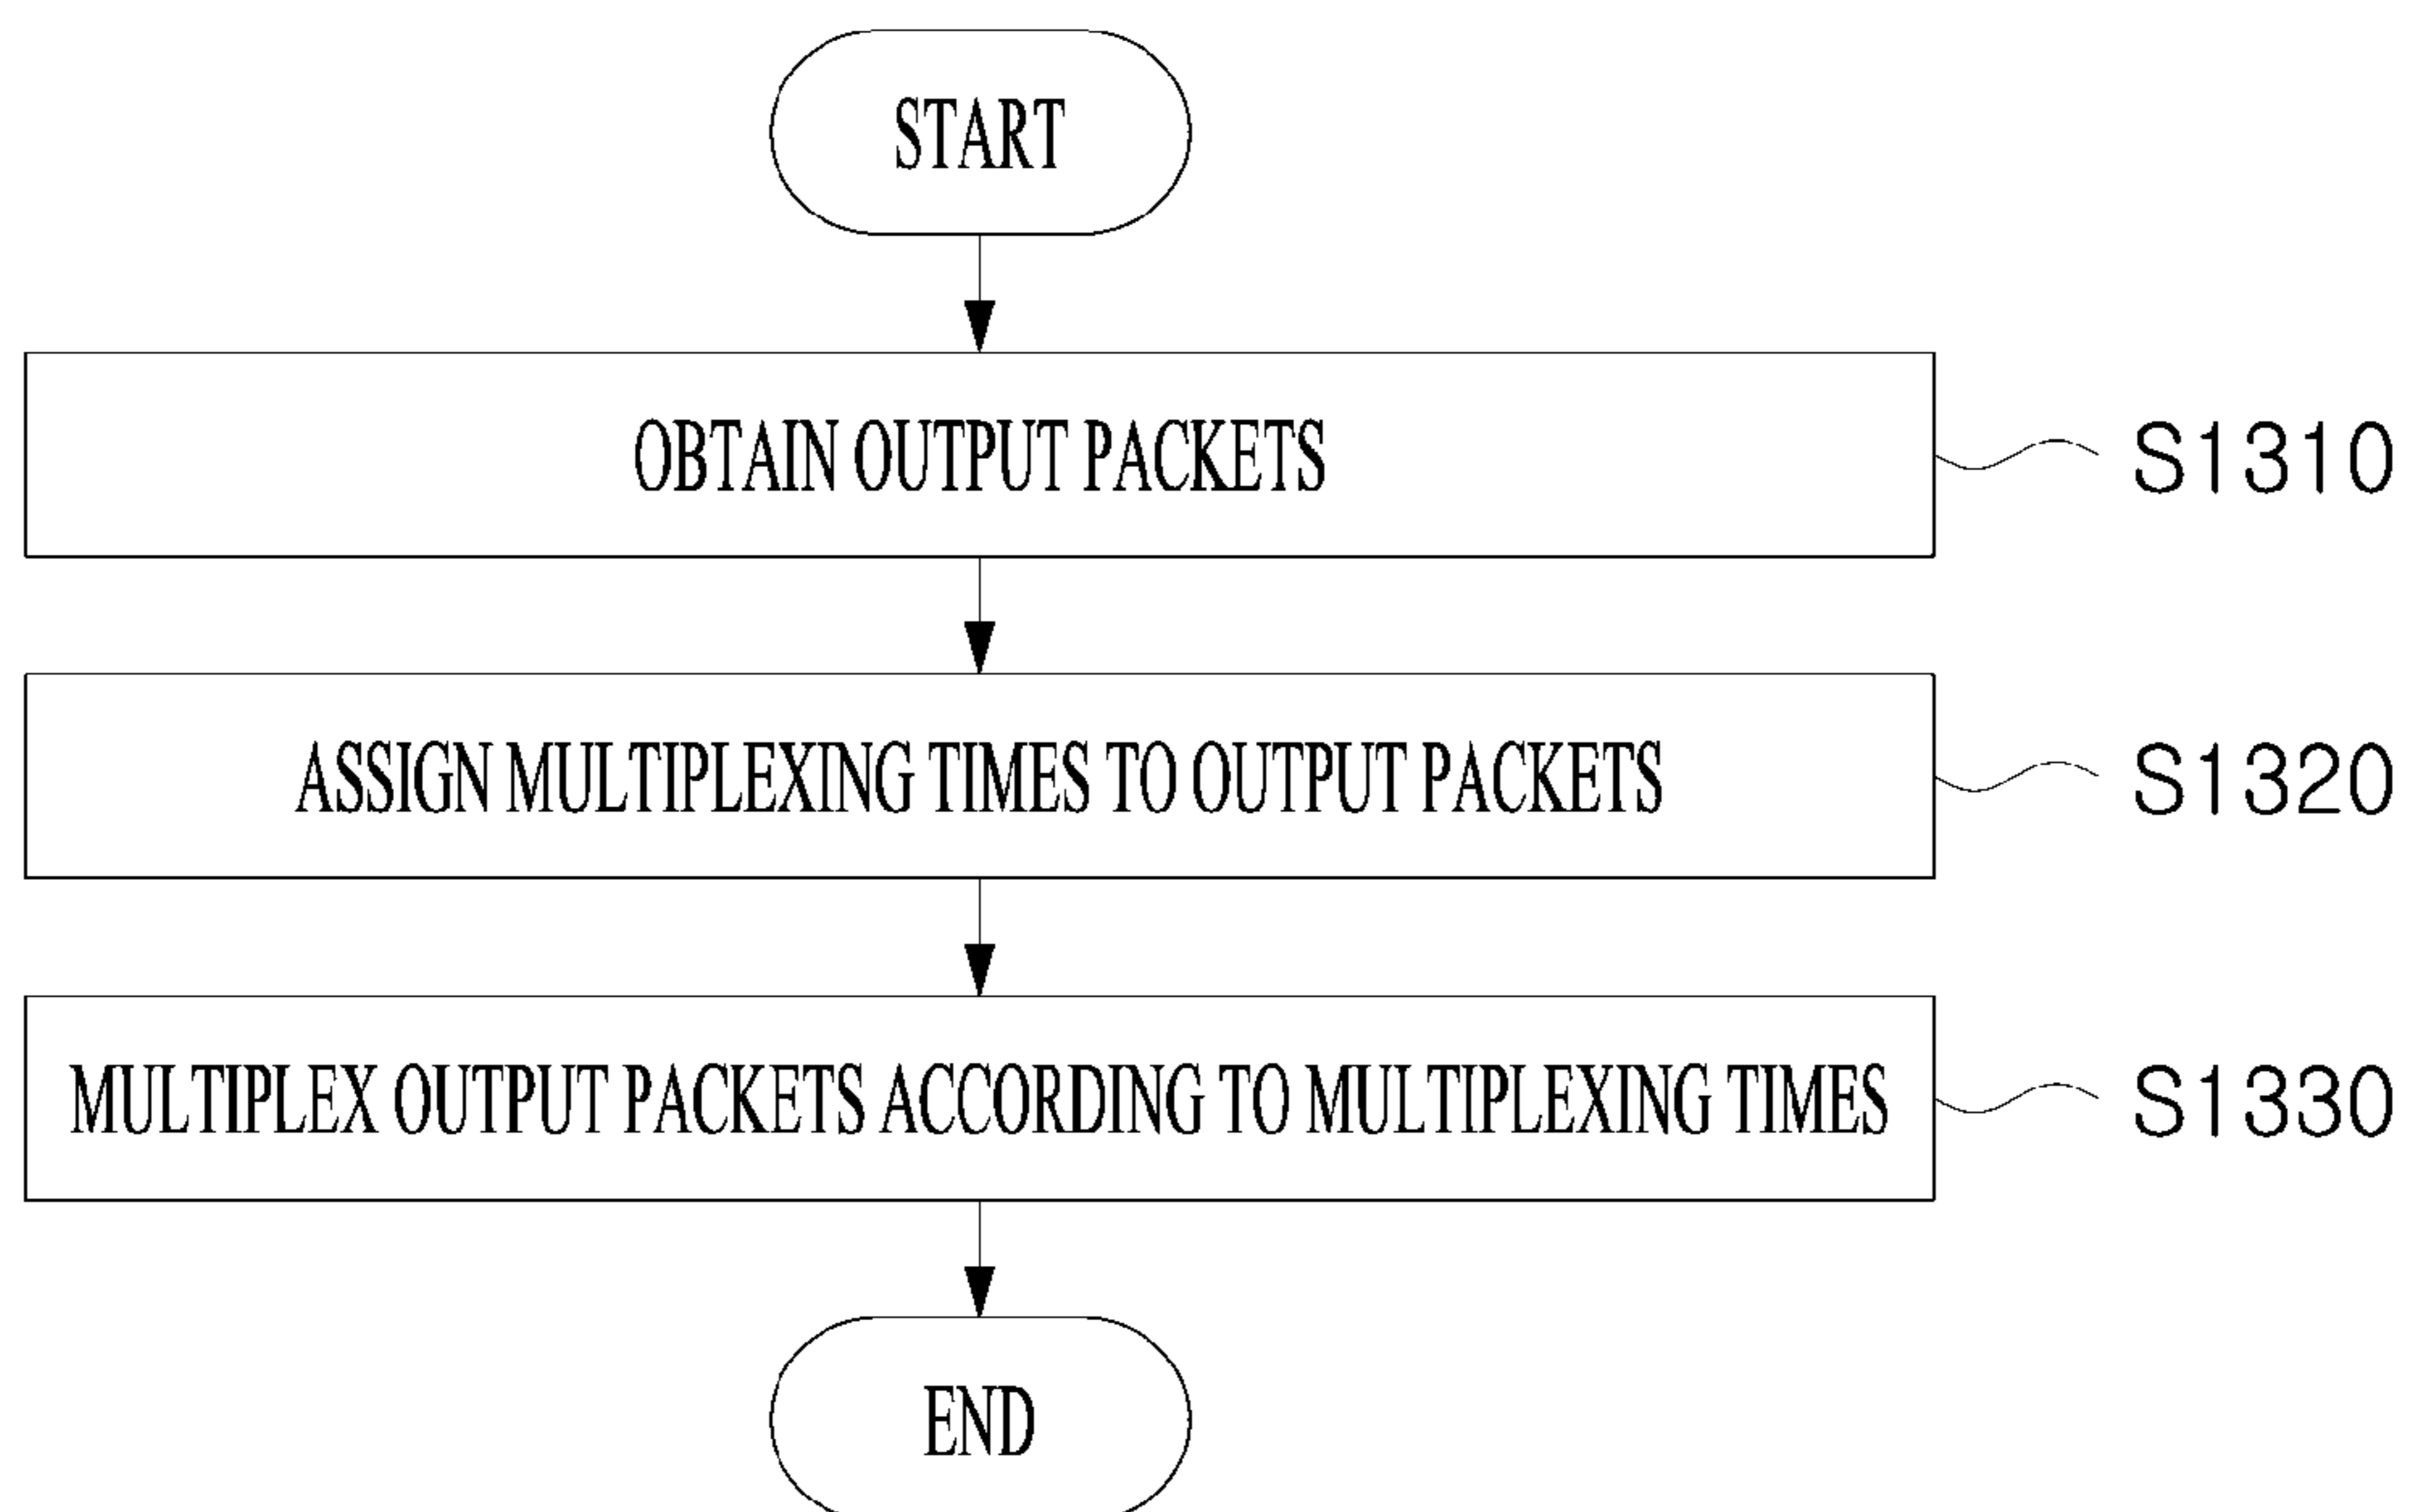 START
OBTAIN OUTPUT PACKETS
S1310
ASSIGN MULTIPLEXING TIMES TO OUTPUT PACKETS
S1320
MULTIPLEX OUTPUT PACKETS ACCORDING TO MULTIPLEXING TIMES
S1330
END